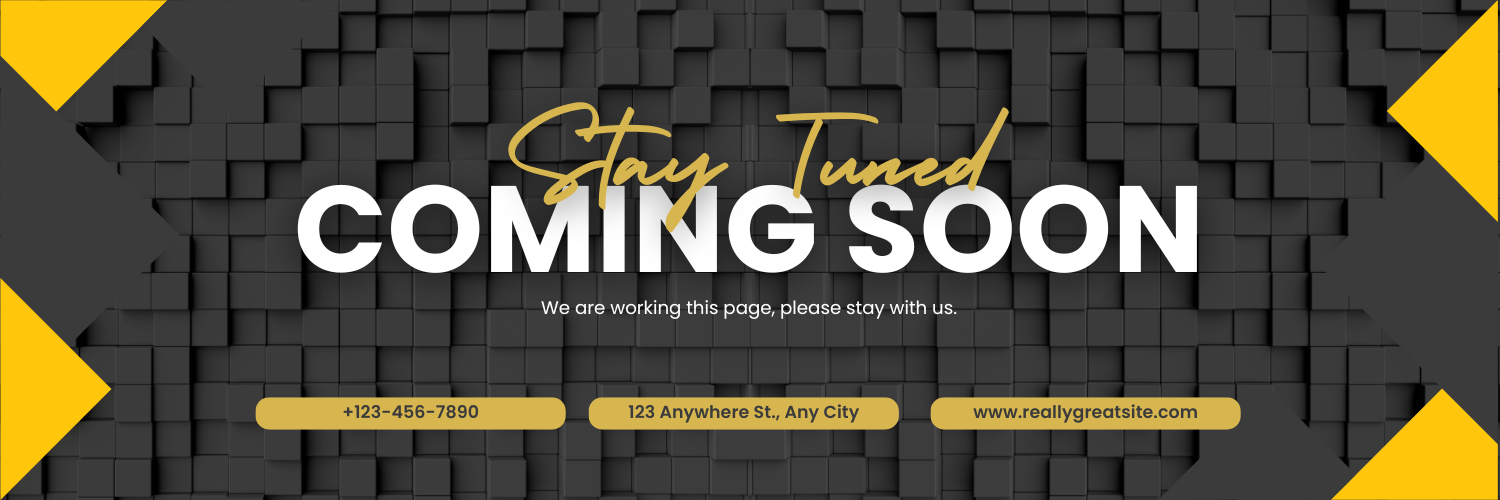 Stay Tuned
COMING SOON
We are working this page, please stay with us.
+123-456-7890
123 Anywhere St., Any City
www.reallygreatsite.com